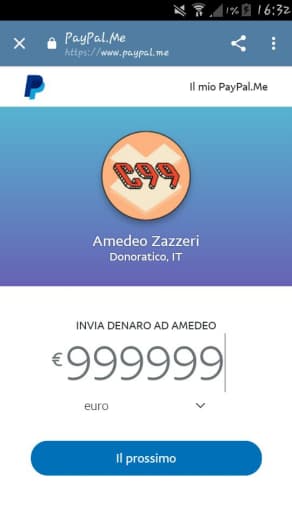 1% 16:32
PayPal.Me
https://www.paypal.me
Il mio PayPal.Me
C99
Amedeo Zazzeri
Donoratico, IT
INVIA DENARO AD AMEDEO
€999999
euro
Il prossimo